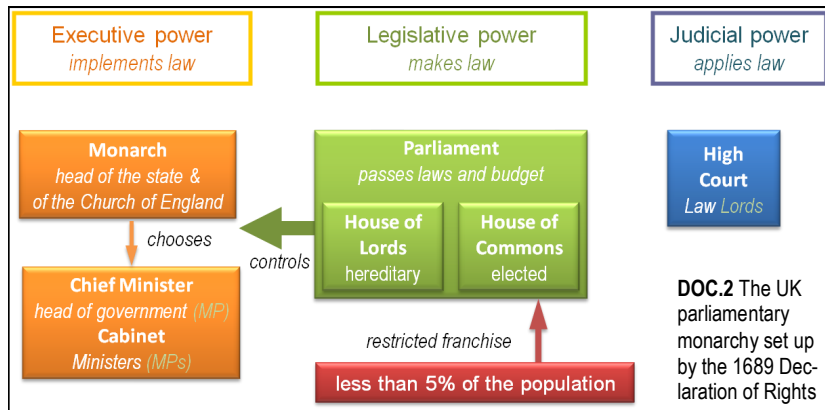 Executive power
implements law
Legislative power
makes law
Judicial power
applies law
Monarch
head of the state &
of the Church of England
chooses
Chief Minister
head of government (MP)
Cabinet
Ministers (MPs)
controls
Parliament
passes laws and budget
House of
Lords
hereditary
House of
Commons
elected
restricted franchise
less than 5% of the population
High
Court
Law Lords
DOC.2 The UK
parliamentary
monarchy set up
by the 1689 Dec-
laration of Rights